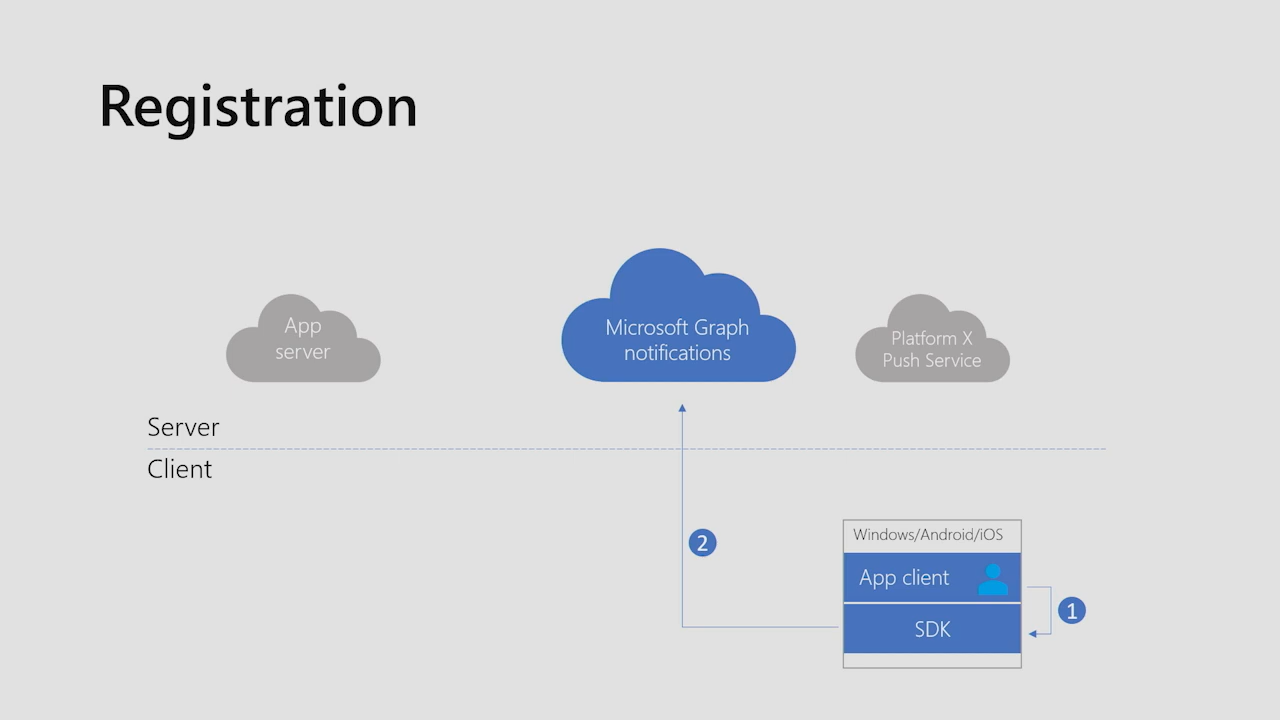 Registration
App
server
Microsoft Graph
notifications
Platform X
Push Service
Server
Client
2
Windows/Android/iOS
App client
1
SDK